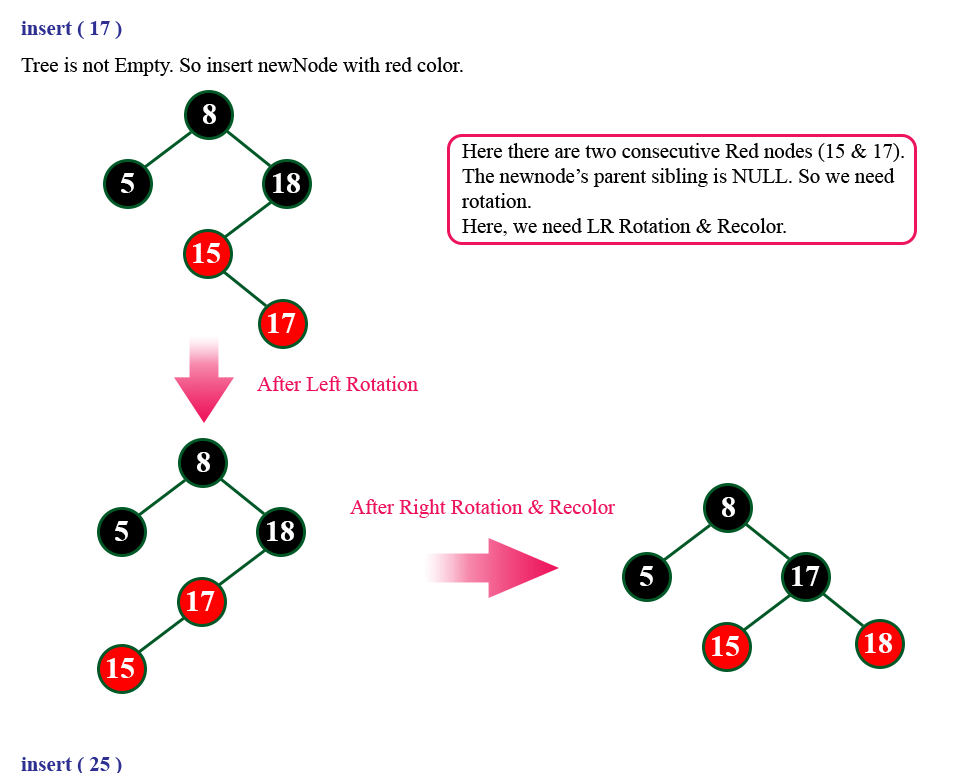 insert ( 17 )
Tree is not Empty. So insert newNode with red color.
8
5
18
15
17
Here there are two consecutive Red nodes (15 & 17).
The newnode’s parent sibling is NULL. So we need
rotation.
Here, we need LR Rotation & Recolor.
After Left Rotation
8
5
18
17
15
After Right Rotation & Recolor
8
5
17
15
18
insert ( 25 )